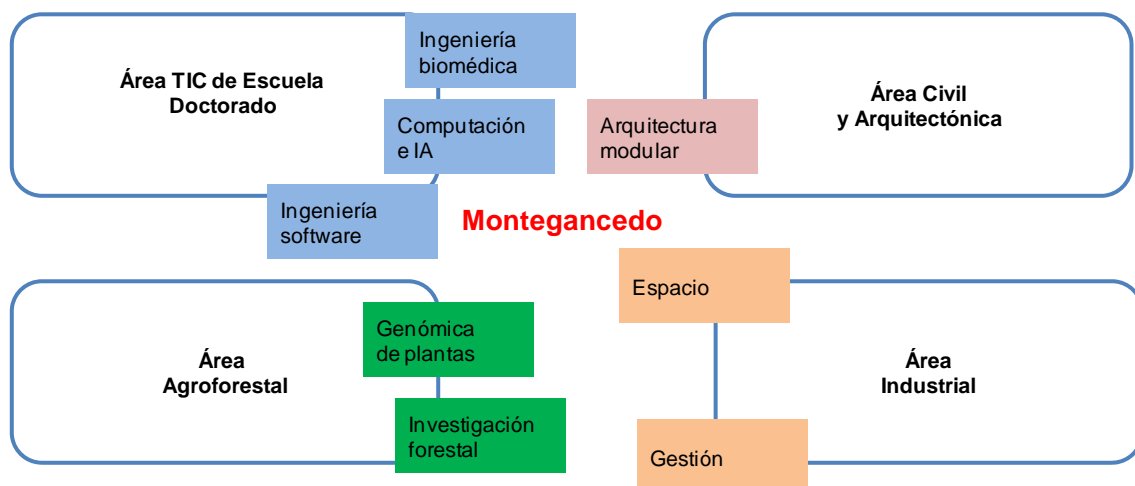 Ingeniería
biomédica
Área TIC de Escuela
Doctorado
Área Civil
y Arquitectónica
Computación
e IA
Arquitectura
modular
Ingeniería
software
Montegancedo
Espacio
Genómica
de plantas
Área
Agroforestal
Área
Industrial
Investigación
forestal
Gestión